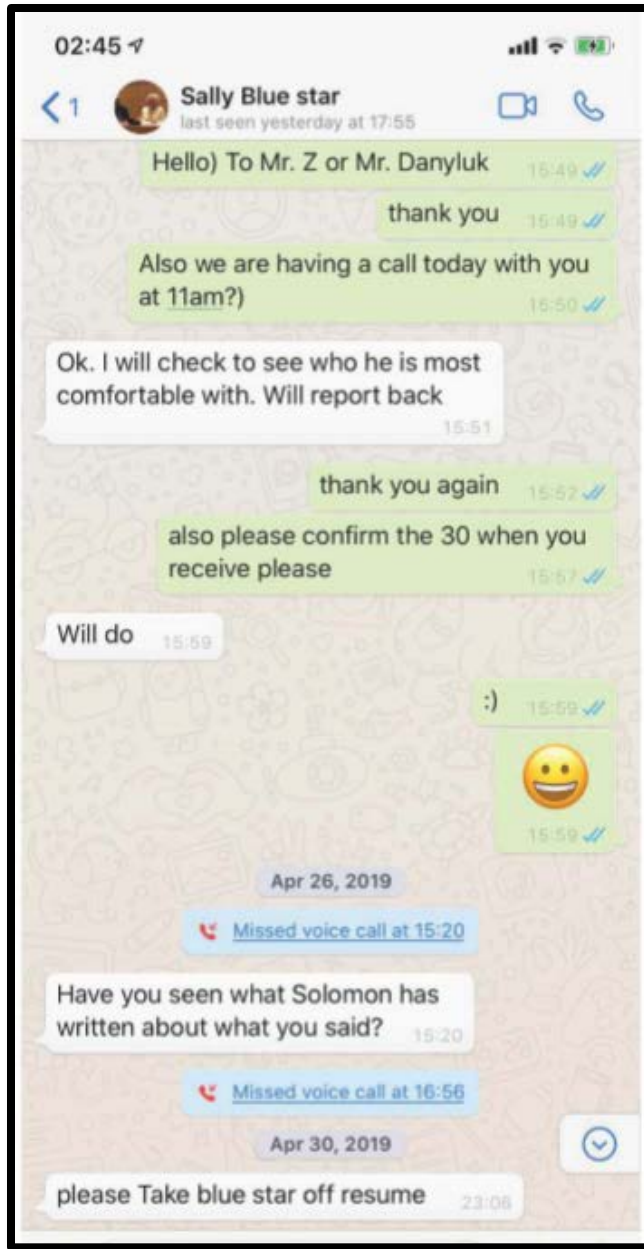 02:45
1
Sally Blue star
last seen yesterday at 17:55
Hello) To Mr. Z or Mr. Danyluk 15:49
thank you 15:49
Also we are having a call today with you
at 11am?) 15:50
Ok. I will check to see who he is most
comfortable with. Will report back
15:51
thank you again 15:52
also please confirm the 30 when you
receive please 15:57
Will do 15:59
:) 15:59
15:59
Apr 26, 2019
Missed voice call at 15:20
Have you seen what Solomon has
written about what you said? 15:20
Missed voice call at 16:56
Apr 30, 2019
please Take blue star off resume 23:06